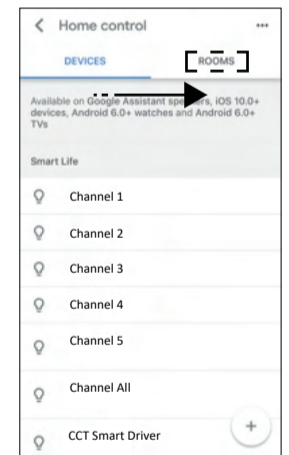 Home control
DEVICES ROOMS
Available on Google Assistant speakers, iOS 10.0+
devices, Android 6.0+ watches and Android 6.0+
TVs
Smart Life
Channel 1
Channel 2
Channel 3
Channel 4
Channel 5
Channel All
CCT Smart Driver